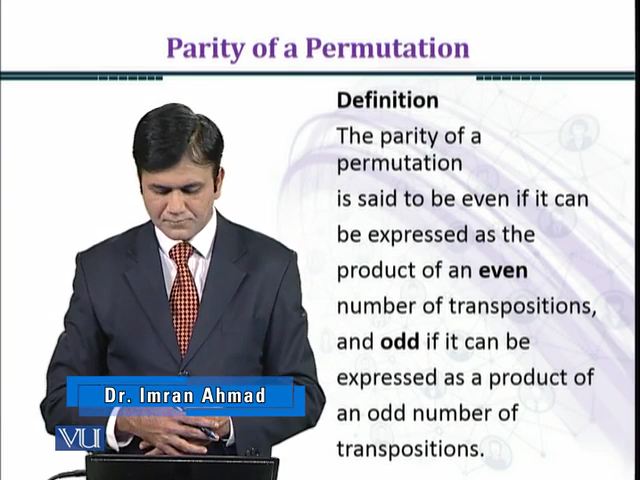 Parity of a Permutation
Definition
The parity of a
permutation
is said to be even if it can
be expressed as the
product of an even
number of transpositions,
and odd if it can be
expressed as a product of
an odd number of
transpositions.
Dr. Imran Ahmad
VU